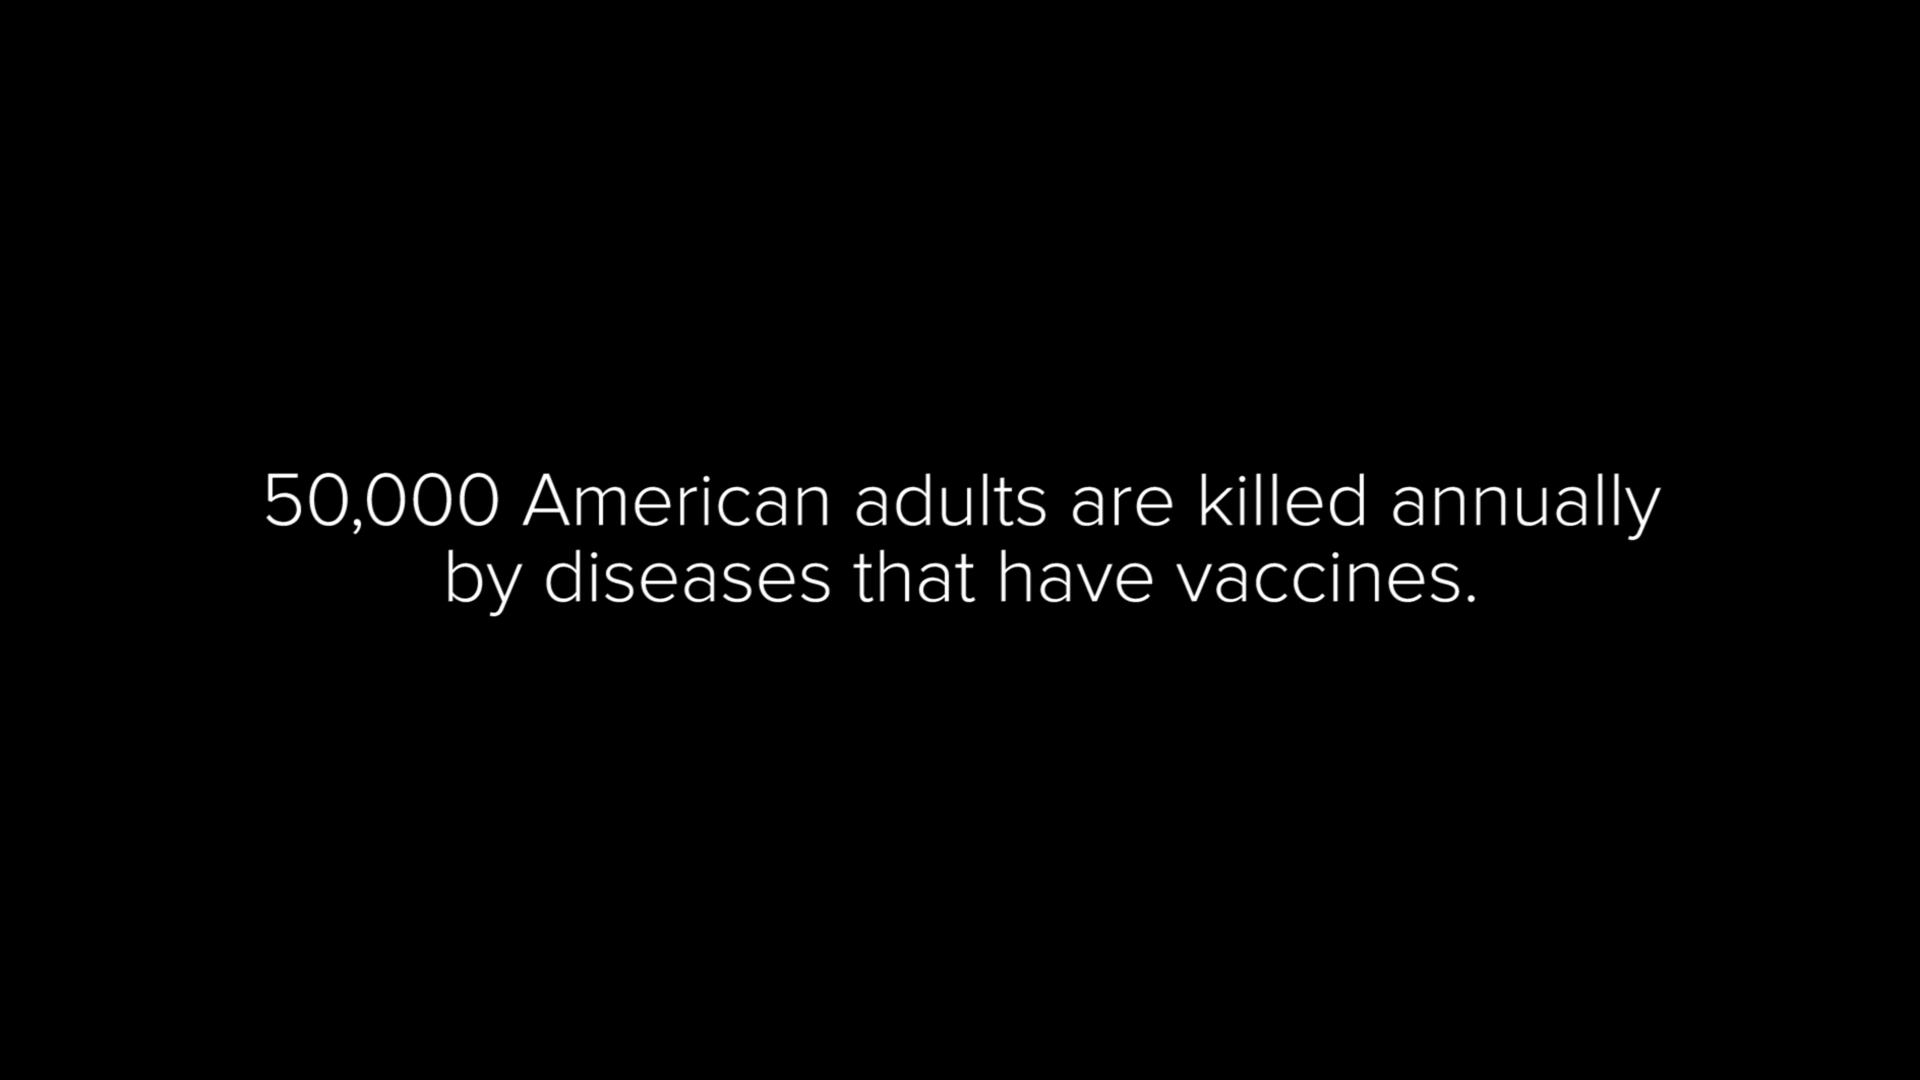 50,000 American adults are killed annually
by diseases that have vaccines.